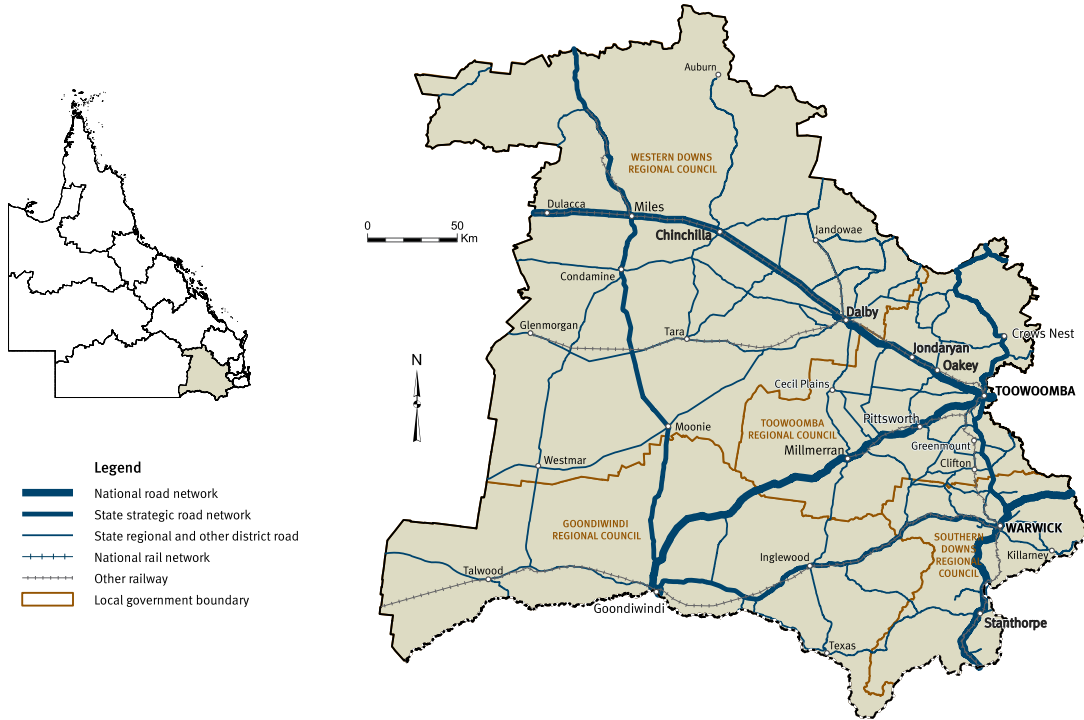 Auburn
WESTERN DOWNS
REGIONAL COUNCIL
Dulacca
Miles
0
50
Km
Chinchilla
Jandowae
Condamine
Dalby
Glenmorgan
Tara
Crows Nest
Jondaryan
N
Oakey
Cecil Plains
TOOWOOMBA
Pittsworth
TOOWOOMBA
REGIONAL COUNCIL
Moonie
Greenmount
Millmerran
Clifton
Westmar
Legend
National road network
State strategic road network
State regional and other district road
National rail network
Other railway
Local government boundary
GOONDIWINDI
REGIONAL COUNCIL
WARWICK
SOUTHERN
DOWNS
REGIONAL
COUNCIL
Killarney
Inglewood
Talwood
Goondiwindi
Stanthorpe
Texas